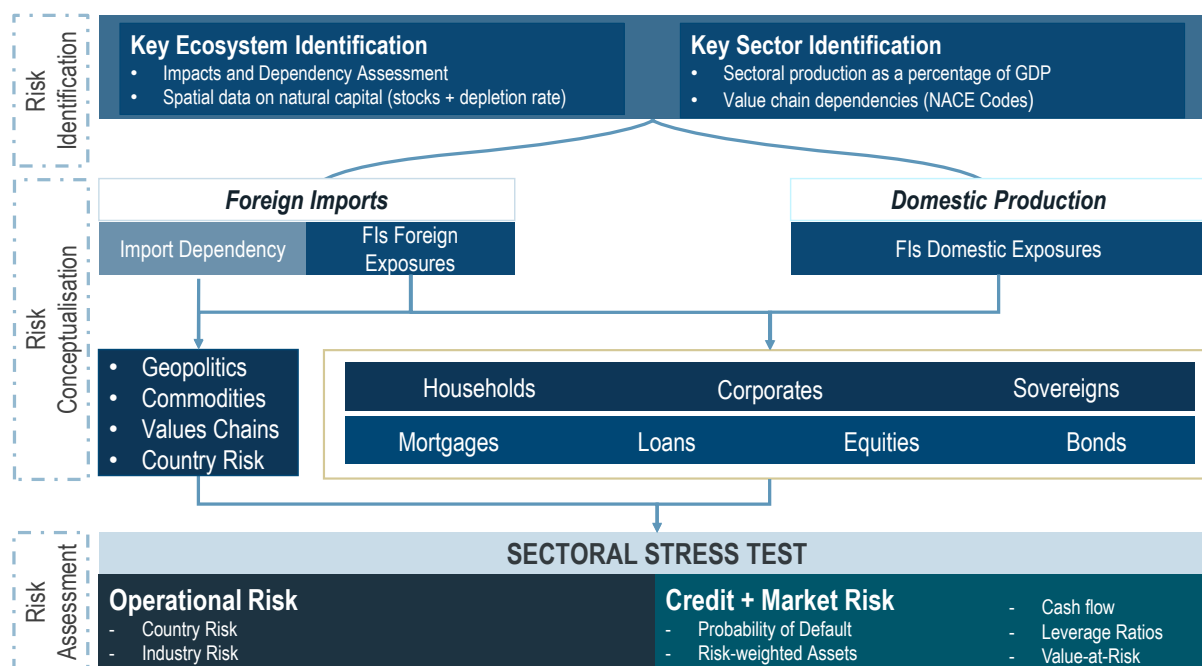 Risk
Identification
Key Ecosystem Identification
• Impacts and Dependency Assessment
• Spatial data on natural capital (stocks + depletion rate)
Key Sector Identification
• Sectoral production as a percentage of GDP
• Value chain dependencies (NACE Codes)
Risk
Conceptualisation
Foreign Imports
Import Dependency
FIs Foreign
Exposures
Domestic Production
FIs Domestic Exposures
• Geopolitics
• Commodities
• Values Chains
• Country Risk
Households Corporates Sovereigns
Mortgages Loans Equities Bonds
Risk
Assessment
SECTORAL STRESS TEST
Operational Risk
- Country Risk
- Industry Risk
Credit + Market Risk
- Probability of Default
- Risk-weighted Assets
- Cash flow
- Leverage Ratios
- Value-at-Risk